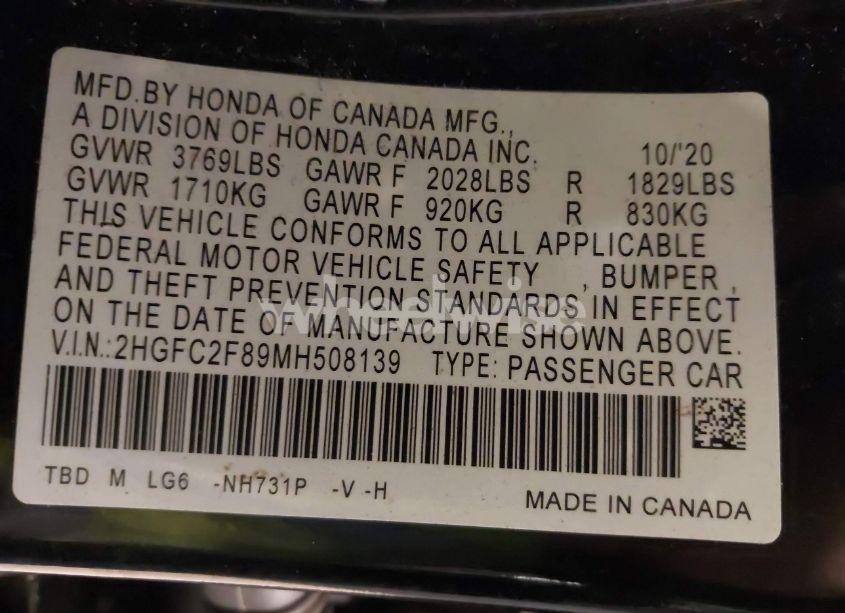 MFD.BY HONDA OF CANADA MFG.,
A DIVISION OF HONDA CANADA INC. 10/'20
GVWR 3769LBS GAWR F 2028LBS R 1829LBS
GVWR 1710KG GAWR F 920KG R 830KG
THIS VEHICLE CONFORMS TO ALL APPLICABLE
FEDERAL MOTOR VEHICLE SAFETY , BUMPER ,
AND THEFT PREVENTION STANDARDS IN EFFECT
ON THE DATE OF MANUFACTURE SHOWN ABOVE.
V.I.N.:2HGFC2F89MH508139 TYPE: PASSENGER CAR
TBD M LG6 -NH731P -V -H
MADE IN CANADA